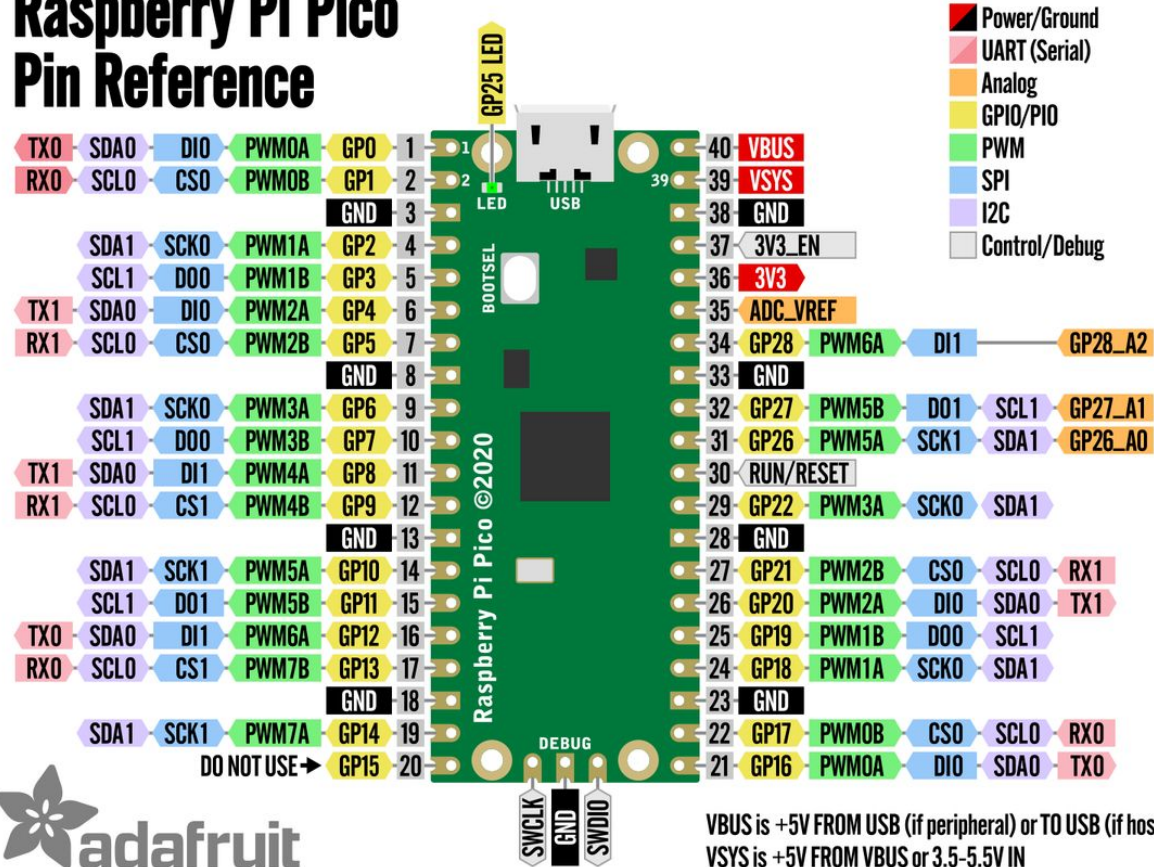 Raspberry Pi Pico
Pin Reference
GP25 LED
Power/Ground
UART (Serial)
Analog
GPIO/PIO
PWM
SPI
I2C
Control/Debug
TX0 SDA0 DI0 PWM0A GP0 1
RX0 SCL0 CS0 PWM0B GP1 2
GND 3
SDA1 SCK0 PWM1A GP2 4
SCL1 DO0 PWM1B GP3 5
TX1 SDA0 DI0 PWM2A GP4 6
RX1 SCL0 CS0 PWM2B GP5 7
GND 8
SDA1 SCK0 PWM3A GP6 9
SCL1 DO0 PWM3B GP7 10
TX1 SDA0 DI1 PWM4A GP8 11
RX1 SCL0 CS1 PWM4B GP9 12
GND 13
SDA1 SCK1 PWM5A GP10 14
SCL1 DO1 PWM5B GP11 15
TX0 SDA0 DI1 PWM6A GP12 16
RX0 SCL0 CS1 PWM7B GP13 17
GND 18
SDA1 SCK1 PWM7A GP14 19
DO NOT USE→ GP15 20
1
2
39
LED
USB
BOOTSEL
Raspberry Pi Pico ©2020
DEBUG
SWCLK
GND
SWDIO
40 VBUS
39 VSYS
38 GND
37 3V3_EN
36 3V3
35 ADC_VREF
34 GP28 PWM6A DI1 GP28_A2
33 GND
32 GP27 PWM5B DO1 SCL1 GP27_A1
31 GP26 PWM5A SCK1 SDA1 GP26_A0
30 RUN/RESET
29 GP22 PWM3A SCK0 SDA1
28 GND
27 GP21 PWM2B CS0 SCL0 RX1
26 GP20 PWM2A DI0 SDA0 TX1
25 GP19 PWM1B DO0 SCL1
24 GP18 PWM1A SCK0 SDA1
23 GND
22 GP17 PWM0B CS0 SCL0 RX0
21 GP16 PWM0A DI0 SDA0 TX0
adafruit
VBUS is +5V FROM USB (if peripheral) or TO USB (if hos
VSYS is +5V FROM VBUS or 3.5-5.5V IN